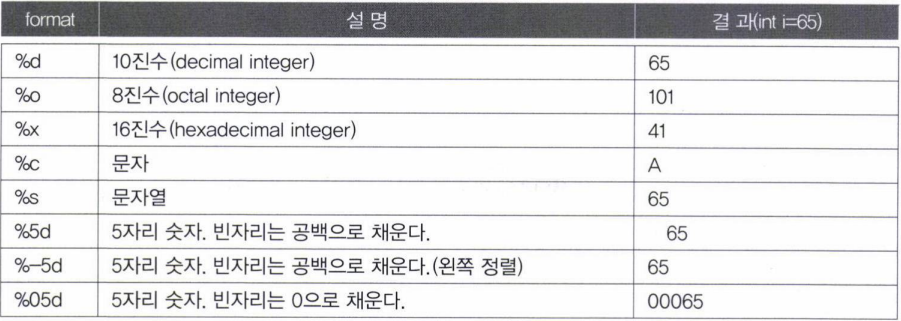 format 설 명 결 과(int i=65)
%d 10진수(decimal integer) 65
%o 8진수(octal integer) 101
%x 16진수(hexadecimal integer) 41
%c 문자 A
%s 문자열 65
%5d 5자리 숫자. 빈자리는 공백으로 채운다. 65
%-5d 5자리 숫자. 빈자리는 공백으로 채운다.(왼쪽 정렬) 65
%05d 5자리 숫자. 빈자리는 0으로 채운다. 00065